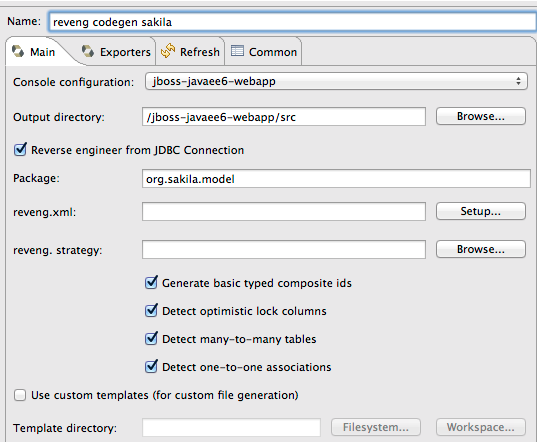 Name: reveng codegen sakila
Main Exporters Refresh Common
Console configuration: jboss-javaee6-webapp
Output directory: /jboss-javaee6-webapp/src Browse...
Reverse engineer from JDBC Connection
Package: org.sakila.model
reveng.xml: Setup...
reveng. strategy: Browse...
Generate basic typed composite ids
Detect optimistic lock columns
Detect many-to-many tables
Detect one-to-one associations
Use custom templates (for custom file generation)
Template directory: Filesystem... Workspace...